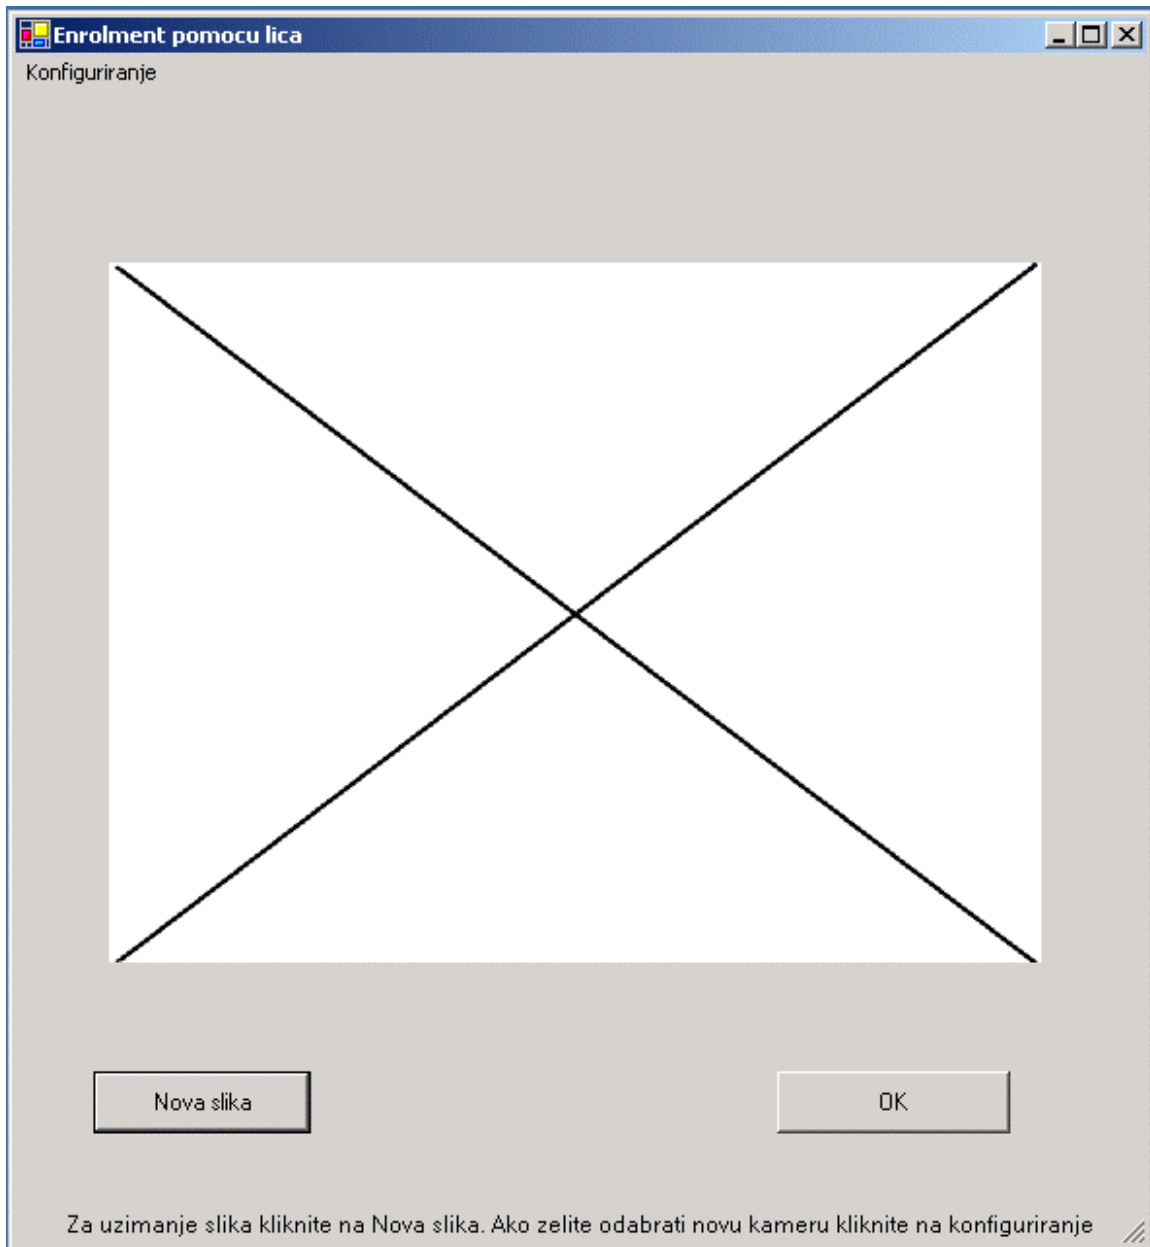 Enrolment pomocu lica
Konfiguriranje
Nova slika
OK
Za uzimanje slika kliknite na Nova slika. Ako zelite odabrati novu kameru kliknite na konfiguriranje